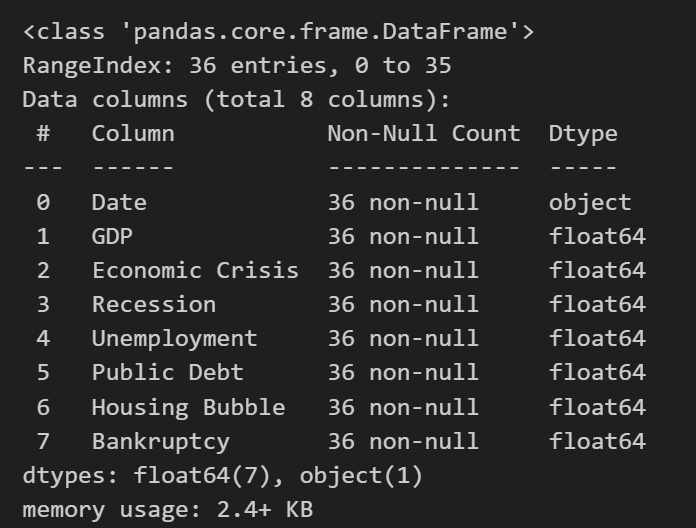 <class 'pandas.core.frame.DataFrame'>
RangeIndex: 36 entries, 0 to 35
Data columns (total 8 columns):
 #   Column           Non-Null Count  Dtype
---  ------           --------------  -----
 0   Date             36 non-null     object
 1   GDP              36 non-null     float64
 2   Economic Crisis  36 non-null     float64
 3   Recession        36 non-null     float64
 4   Unemployment     36 non-null     float64
 5   Public Debt      36 non-null     float64
 6   Housing Bubble   36 non-null     float64
 7   Bankruptcy       36 non-null     float64
dtypes: float64(7), object(1)
memory usage: 2.4+ KB